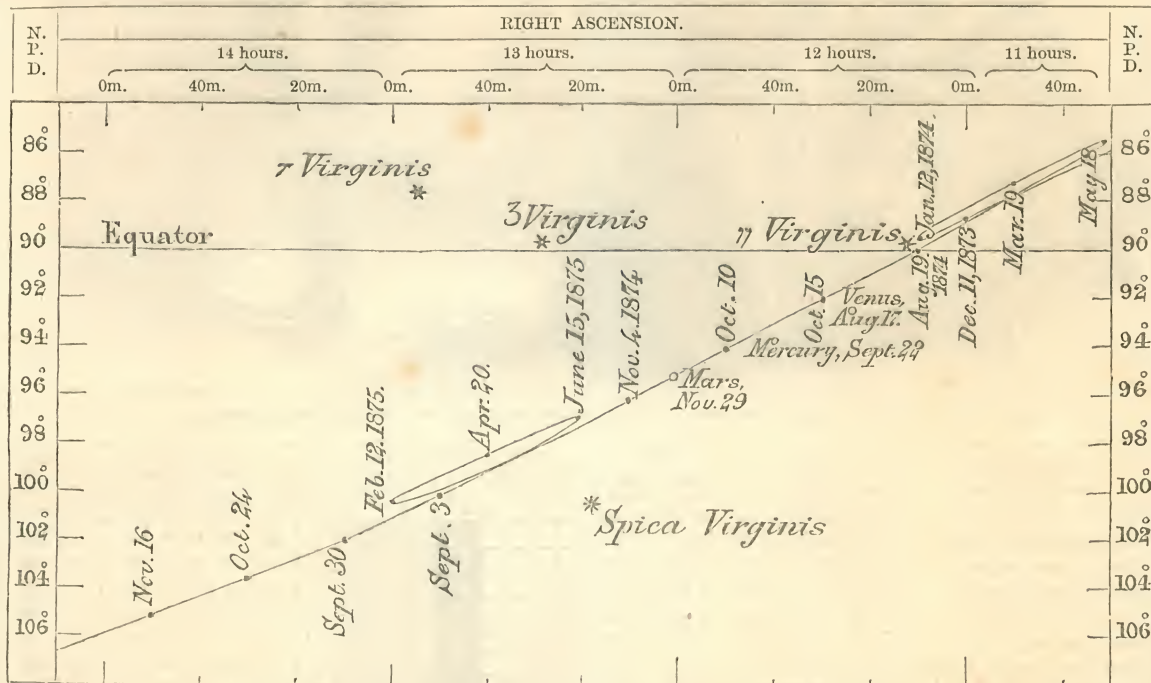 RIGHT ASCENSION.
N. P. D.
14 hours.
13 hours.
12 hours.
11 hours.
N. P. D.
0m.
40m.
20m.
0m.
40m.
20m.
0m.
40m.
20m.
0m.
40m.
86°
88°
90°
92°
94°
96°
98°
100°
102°
104°
106°
τ Virginis
3 Virginis
η Virginis
Equator
Spica Virginis
Nov. 16
Oct. 24
Sept. 30
Feb. 12. 1875.
Sept. 3
Apr. 20.
June 15, 1875
Nov. 4. 1874
Mars,
Nov. 29
Oct. 10
Mercury, Sept. 22
Oct. 15
Venus,
Aug. 17.
Aug. 19.
1874
Jan. 12, 1874.
Dec. 11, 1873
Mar. 19
May 18
86°
88°
90°
92°
94°
96°
98°
100°
102°
104°
106°